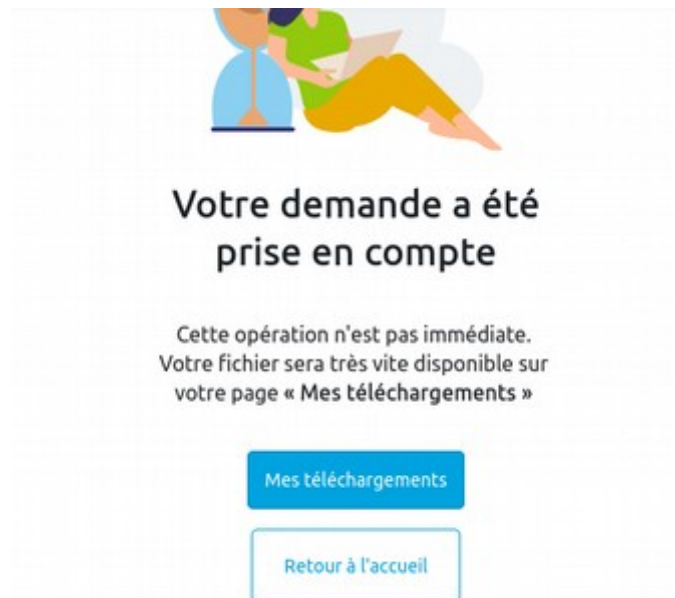 Votre demande a été
prise en compte
Cette opération n'est pas immédiate.
Votre fichier sera très vite disponible sur
votre page « Mes téléchargements »
Mes téléchargements
Retour à l'accueil